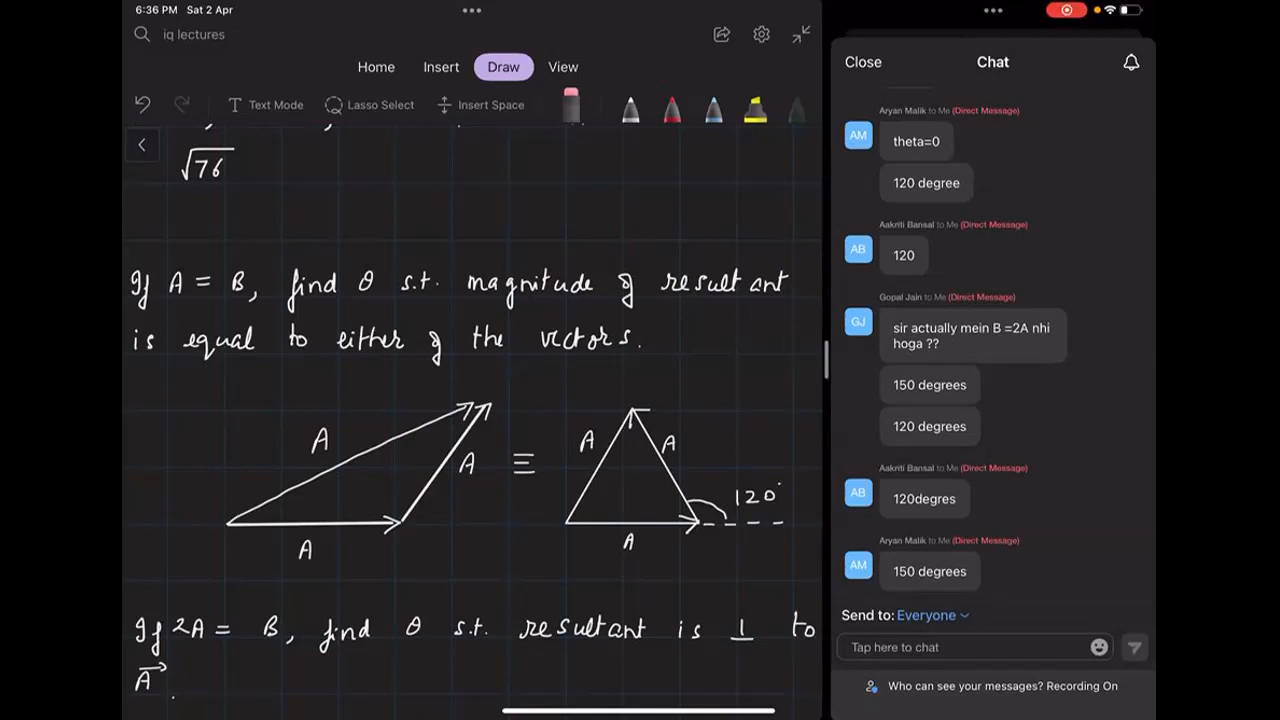 6:36 PM Sat 2 Apr
iq lectures
Home Insert Draw View
Text Mode Lasso Select Insert Space
√76
If A = B, find θ s.t. magnitude of resultant
is equal to either of the vectors.
A
A
A
≡
A
A
A
120°
If 2A = B, find θ s.t. resultant is ⊥ to
A⃗.
Close Chat
Aryan Malik to Me (Direct Message)
AM
theta=0
120 degree
Aakriti Bansal to Me (Direct Message)
AB
120
Gopal Jain to Me (Direct Message)
GJ
sir actually mein B =2A nhi
hoga ??
150 degrees
120 degrees
Aakriti Bansal to Me (Direct Message)
AB
120degres
Aryan Malik to Me (Direct Message)
AM
150 degrees
Send to: Everyone
Tap here to chat
Who can see your messages? Recording On